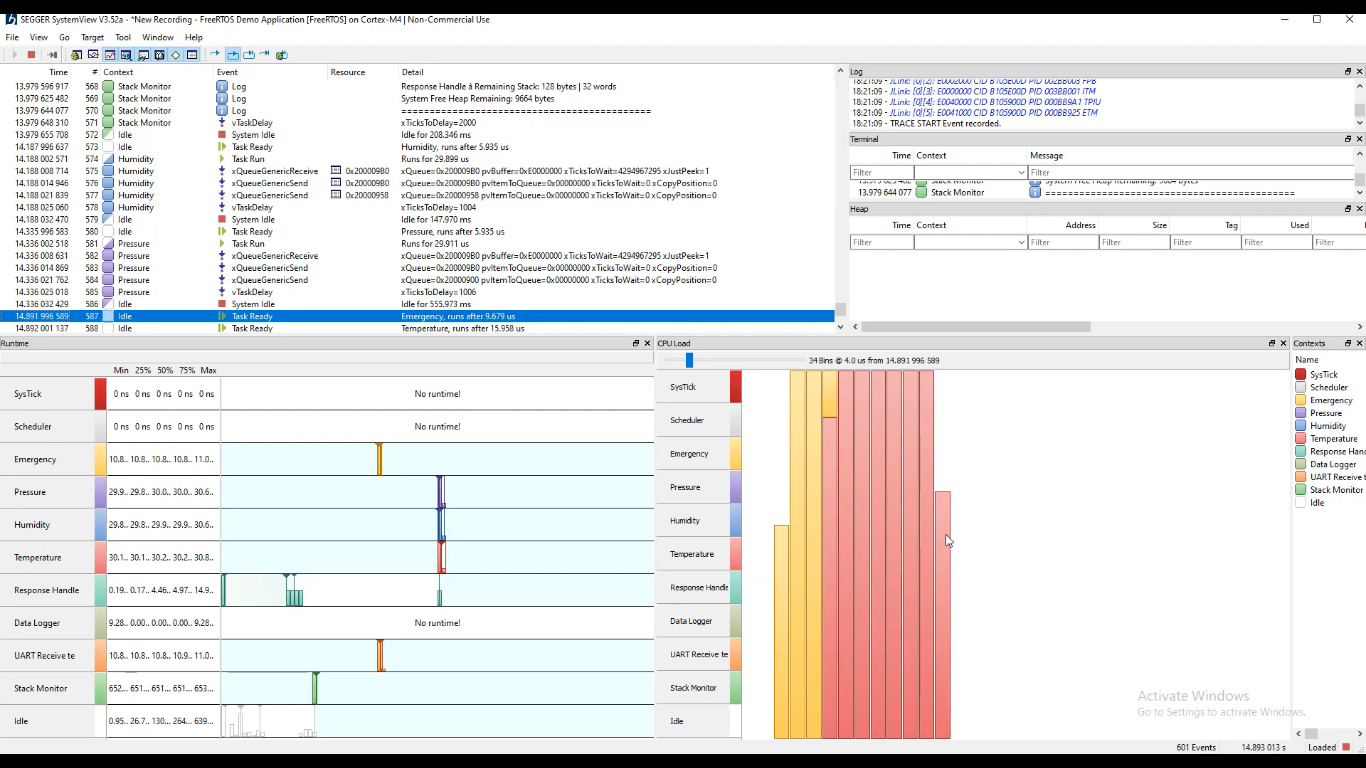 SEGGER SystemView V3.52a - *New Recording - FreeRTOS Demo Application [FreeRTOS] on Cortex-M4 | Non-Commercial Use
File View Go Target Tool Window Help
Time # Context Event Resource Detail
13.979 596 917 568 Stack Monitor Log Response Handle â Remaining Stack: 128 bytes | 32 words
13.979 625 482 569 Stack Monitor Log System Free Heap Remaining: 9664 bytes
13.979 644 077 570 Stack Monitor Log ==================================================
13.979 648 310 571 Stack Monitor vTaskDelay xTicksToDelay=2000
13.979 655 708 572 Idle System Idle Idle for 208.346 ms
14.187 996 637 573 Idle Task Ready Humidity, runs after 5.935 us
14.188 002 571 574 Humidity Task Run Runs for 29.899 us
14.188 008 714 575 Humidity xQueueGenericReceive 0x200009B0 xQueue=0x200009B0 pvBuffer=0xE0000000 xTicksToWait=4294967295 xJustPeek=1
14.188 014 946 576 Humidity xQueueGenericSend 0x200009B0 xQueue=0x200009B0 pvItemToQueue=0x00000000 xTicksToWait=0 xCopyPosition=0
14.188 021 839 577 Humidity xQueueGenericSend 0x20000958 xQueue=0x20000958 pvItemToQueue=0x00000000 xTicksToWait=0 xCopyPosition=0
14.188 025 060 578 Humidity vTaskDelay xTicksToDelay=1004
14.188 032 470 579 Idle System Idle Idle for 147.970 ms
14.335 996 583 580 Idle Task Ready Pressure, runs after 5.935 us
14.336 002 518 581 Pressure Task Run Runs for 29.911 us
14.336 008 631 582 Pressure xQueueGenericReceive xQueue=0x200009B0 pvBuffer=0xE0000000 xTicksToWait=4294967295 xJustPeek=1
14.336 014 869 583 Pressure xQueueGenericSend xQueue=0x200009B0 pvItemToQueue=0x00000000 xTicksToWait=0 xCopyPosition=0
14.336 021 762 584 Pressure xQueueGenericSend xQueue=0x20000900 pvItemToQueue=0x00000000 xTicksToWait=0 xCopyPosition=0
14.336 025 018 585 Pressure vTaskDelay xTicksToDelay=1006
14.336 032 429 586 Idle System Idle Idle for 555.973 ms
14.891 996 589 587 Idle Task Ready Emergency, runs after 9.679 us
14.892 001 137 588 Idle Task Ready Temperature, runs after 15.958 us
Log
18:21:09 - JLink: [0][2]: E0002000 CID B105E00D PID 002BB003 FPB
18:21:09 - JLink: [0][3]: E0000000 CID B105E00D PID 003BB001 ITM
18:21:09 - JLink: [0][4]: E0040000 CID B105900D PID 000BB9A1 TPIU
18:21:09 - JLink: [0][5]: E0041000 CID B105900D PID 000BB925 ETM
18:21:09 - TRACE START Event recorded.
Terminal
Time Context Message
Filter Filter
13.979 644 077 Stack Monitor ==================================================
Heap
Time Context Address Size Tag Used
Filter Filter Filter Filter Filter Filter
Runtime
Min 25% 50% 75% Max
SysTick 0 ns 0 ns 0 ns 0 ns 0 ns No runtime!
Scheduler 0 ns 0 ns 0 ns 0 ns 0 ns No runtime!
Emergency 10.8... 10.8... 10.8... 10.8... 11.0...
Pressure 29.9... 29.8... 30.0... 30.0... 30.6...
Humidity 29.8... 29.8... 29.9... 29.9... 30.6...
Temperature 30.1... 30.1... 30.2... 30.2... 30.8...
Response Handle 0.19... 0.17... 4.46... 4.97... 14.9...
Data Logger 9.28... 0.00... 0.00... 0.00... 9.28... No runtime!
UART Receive te 10.8... 10.8... 10.8... 10.9... 11.0...
Stack Monitor 652... 651... 651... 651... 653...
Idle 0.95... 26.7... 130... 264... 639...
CPU Load
34 Bins @ 4.0 us from 14.891 996 589
SysTick
Scheduler
Emergency
Pressure
Humidity
Temperature
Response Handle
Data Logger
UART Receive te
Stack Monitor
Idle
Contexts
Name
SysTick
Scheduler
Emergency
Pressure
Humidity
Temperature
Response Hand
Data Logger
UART Receive t
Stack Monitor
Idle
Activate Windows
Go to Settings to activate Windows.
601 Events 14.893 013 s Loaded